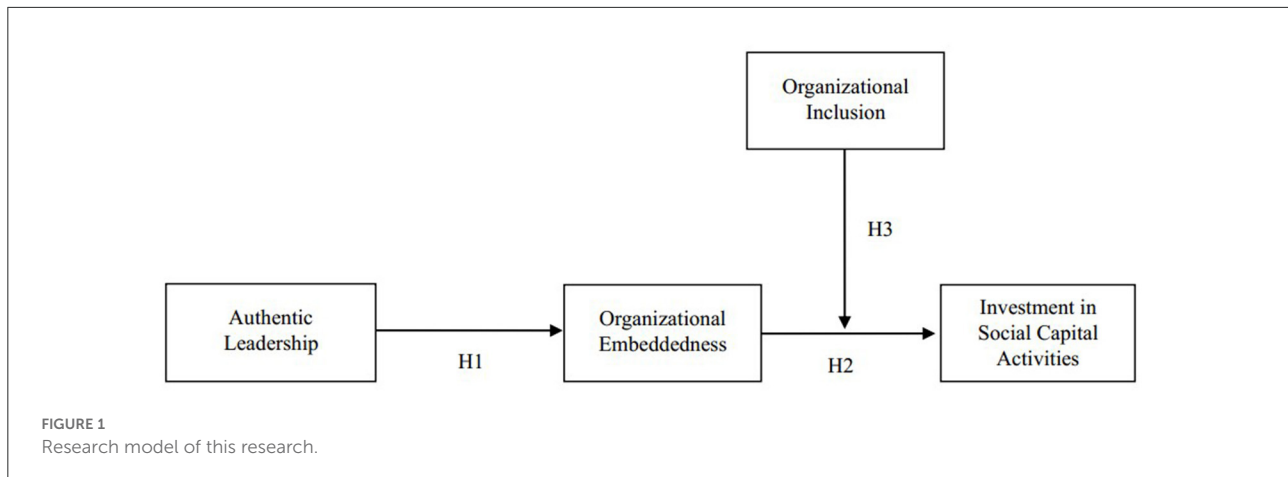 Organizational
Inclusion
H3
Authentic
Leadership
H1
Organizational
Embeddedness
H2
Investment in
Social Capital
Activities
FIGURE 1
Research model of this research.